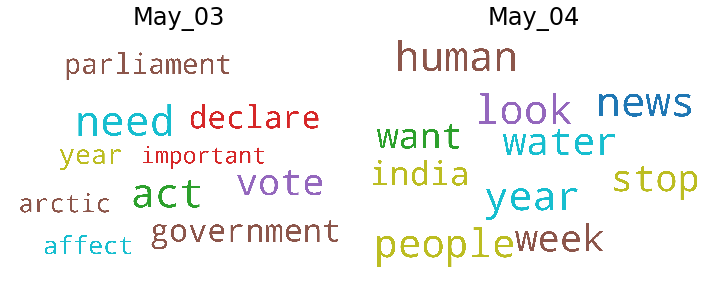 May_03
parliament
need declare
year important
act vote
arctic
government
affect
May_04
human
look news
want water
india stop
year
people week